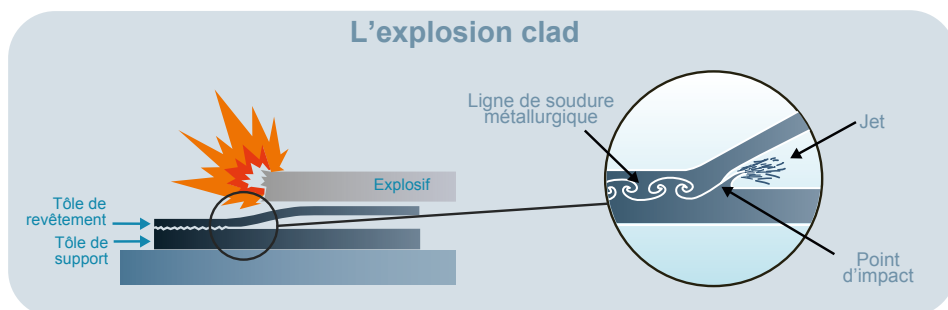 L’explosion clad
Ligne de soudure
métallurgique
Jet
Explosif
Tôle de
revêtement
Tôle de
support
Point
d’impact